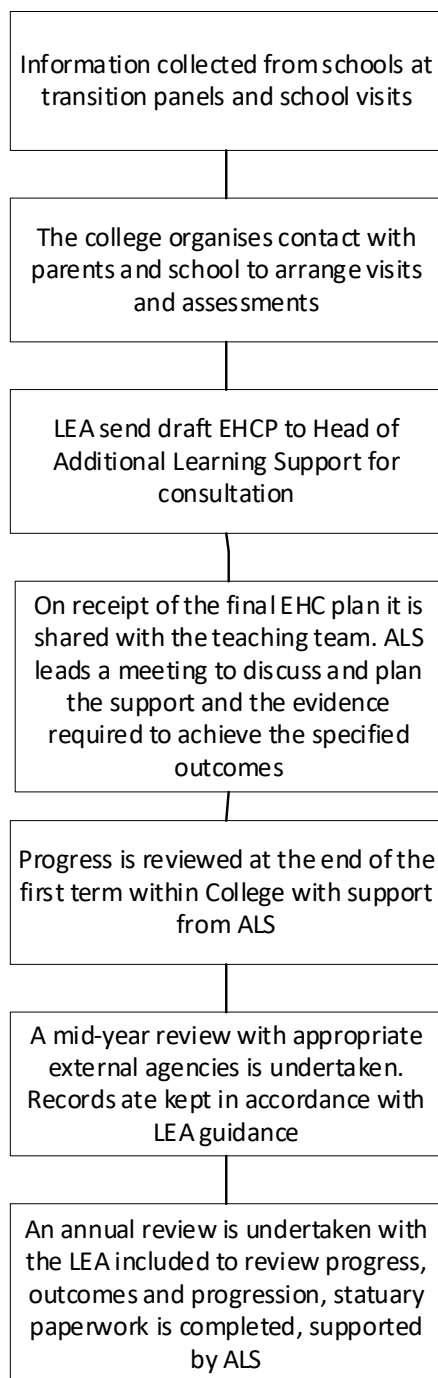 Information collected from schools at
transition panels and school visits
The college organises contact with
parents and school to arrange visits
and assessments
LEA send draft EHCP to Head of
Additional Learning Support for
consultation
On receipt of the final EHC plan it is
shared with the teaching team. ALS
leads a meeting to discuss and plan
the support and the evidence
required to achieve the specified
outcomes
Progress is reviewed at the end of the
first term within College with support
from ALS
A mid-year review with appropriate
external agencies is undertaken.
Records ate kept in accordance with
LEA guidance
An annual review is undertaken with
the LEA included to review progress,
outcomes and progression, statuary
paperwork is completed, supported
by ALS